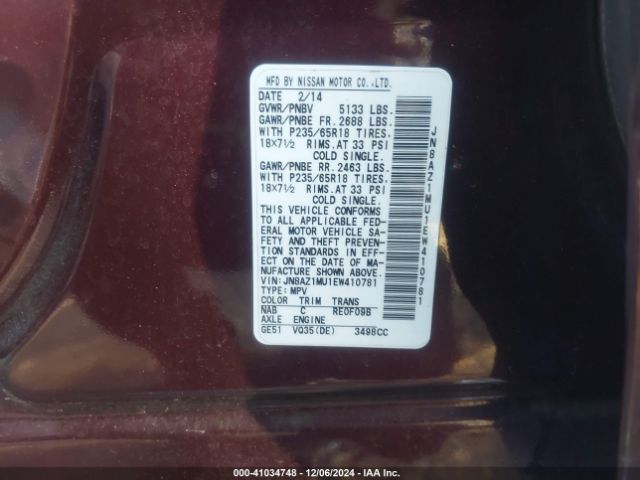 MFD BY NISSAN MOTOR CO.,LTD.
DATE 2/14
GVWR/PNBV 5133 LBS.
GAWR/PNBE FR. 2688 LBS.
WITH P235/65R18 TIRES.
18×7½ RIMS.AT 33 PSI
COLD SINGLE.
GAWR/PNBE RR. 2463 LBS.
WITH P235/65R18 TIRES.
18×7½ RIMS.AT 33 PSI
COLD SINGLE.
THIS VEHICLE CONFORMS
TO ALL APPLICABLE FED-
ERAL MOTOR VEHICLE SA-
FETY AND THEFT PREVEN-
TION STANDARDS IN EFF-
ECT ON THE DATE OF MA-
NUFACTURE SHOWN ABOVE.
VIN:JN8AZ1MU1EW410781
TYPE:MPV
COLOR TRIM TRANS
NAB C RE0F09B
AXLE ENGINE
GE51 VQ35(DE) 3498CC
JN8AZ1MU1EW410781
000-41034748 - 12/06/2024 - IAA Inc.